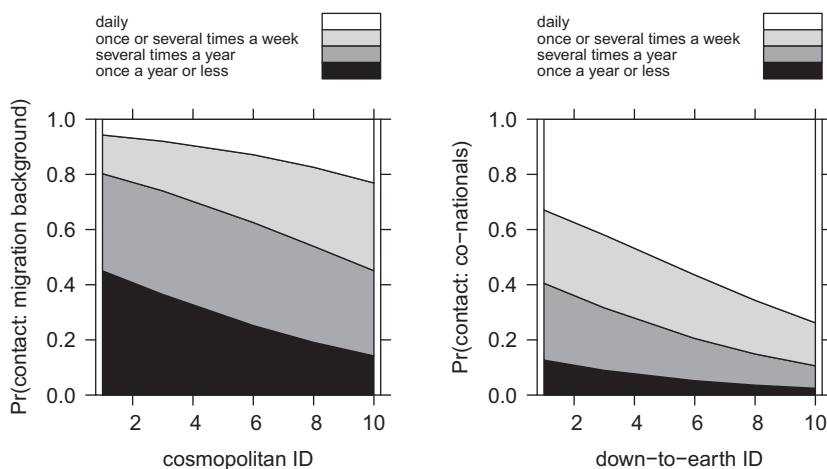 daily
once or several times a week
several times a year
once a year or less
Pr(contact: migration background)
1.0
0.8
0.6
0.4
0.2
0.0
2 4 6 8 10
cosmopolitan ID
daily
once or several times a week
several times a year
once a year or less
Pr(contact: co−nationals)
1.0
0.8
0.6
0.4
0.2
0.0
2 4 6 8 10
down−to−earth ID